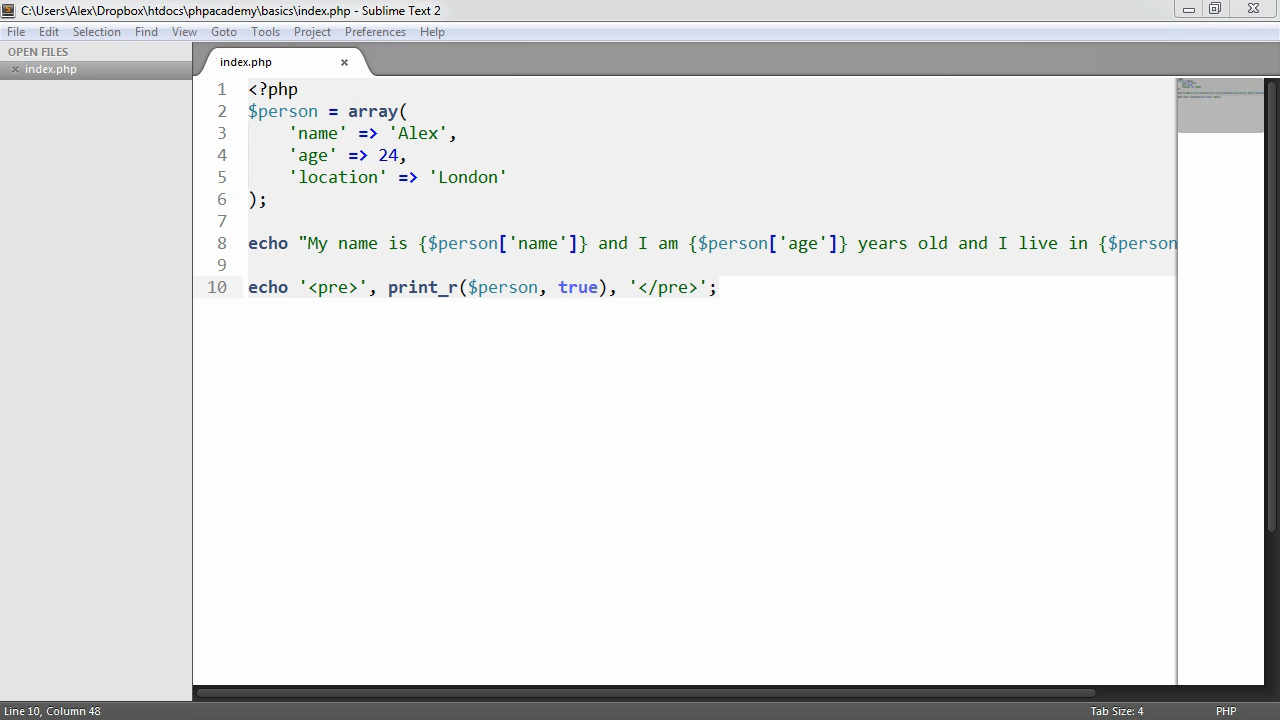 C:\Users\Alex\Dropbox\htdocs\phpacademy\basics\index.php - Sublime Text 2
File Edit Selection Find View Goto Tools Project Preferences Help
OPEN FILES
index.php
index.php
1 <?php
2 $person = array(
3 'name' => 'Alex',
4 'age' => 24,
5 'location' => 'London'
6 );
7
8 echo "My name is {$person['name']} and I am {$person['age']} years old and I live in {$person
9
10 echo '<pre>', print_r($person, true), '</pre>';
Line 10, Column 48
Tab Size: 4
PHP